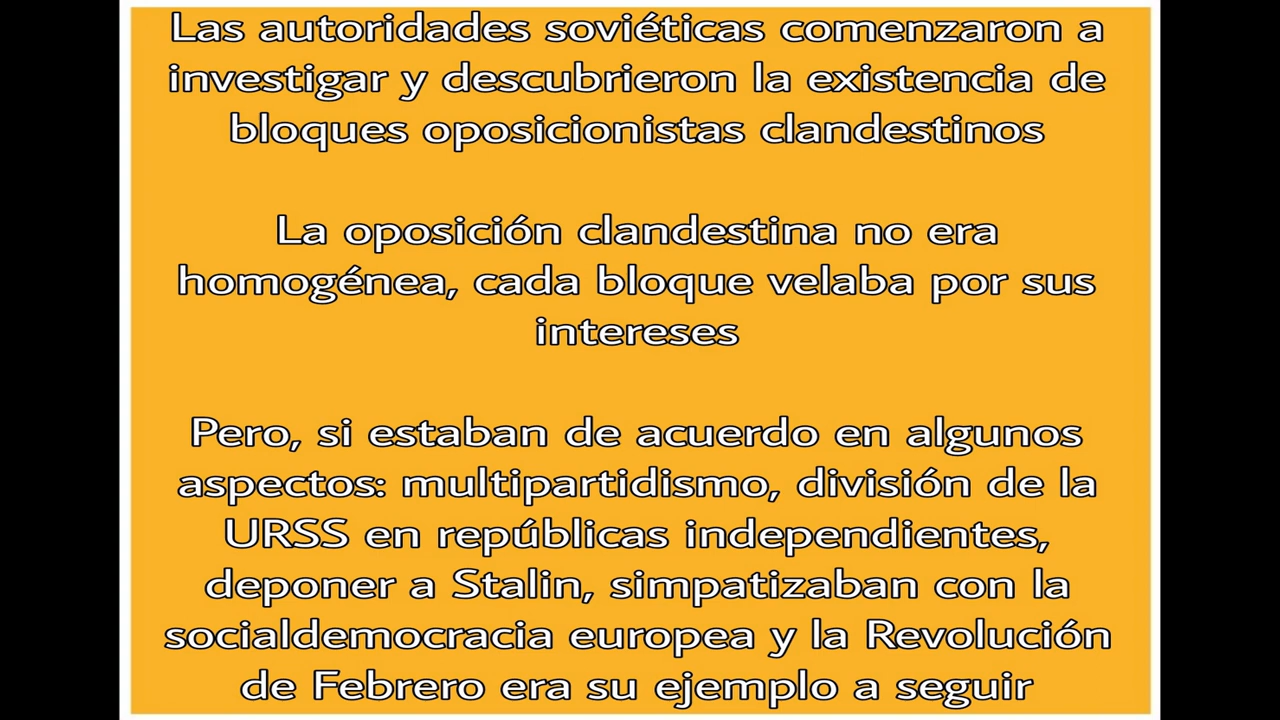 Las autoridades soviéticas comenzaron a
investigar y descubrieron la existencia de
bloques oposicionistas clandestinos
La oposición clandestina no era
homogénea, cada bloque velaba por sus
intereses
Pero, si estaban de acuerdo en algunos
aspectos: multipartidismo, división de la
URSS en repúblicas independientes,
deponer a Stalin, simpatizaban con la
socialdemocracia europea y la Revolución
de Febrero era su ejemplo a seguir